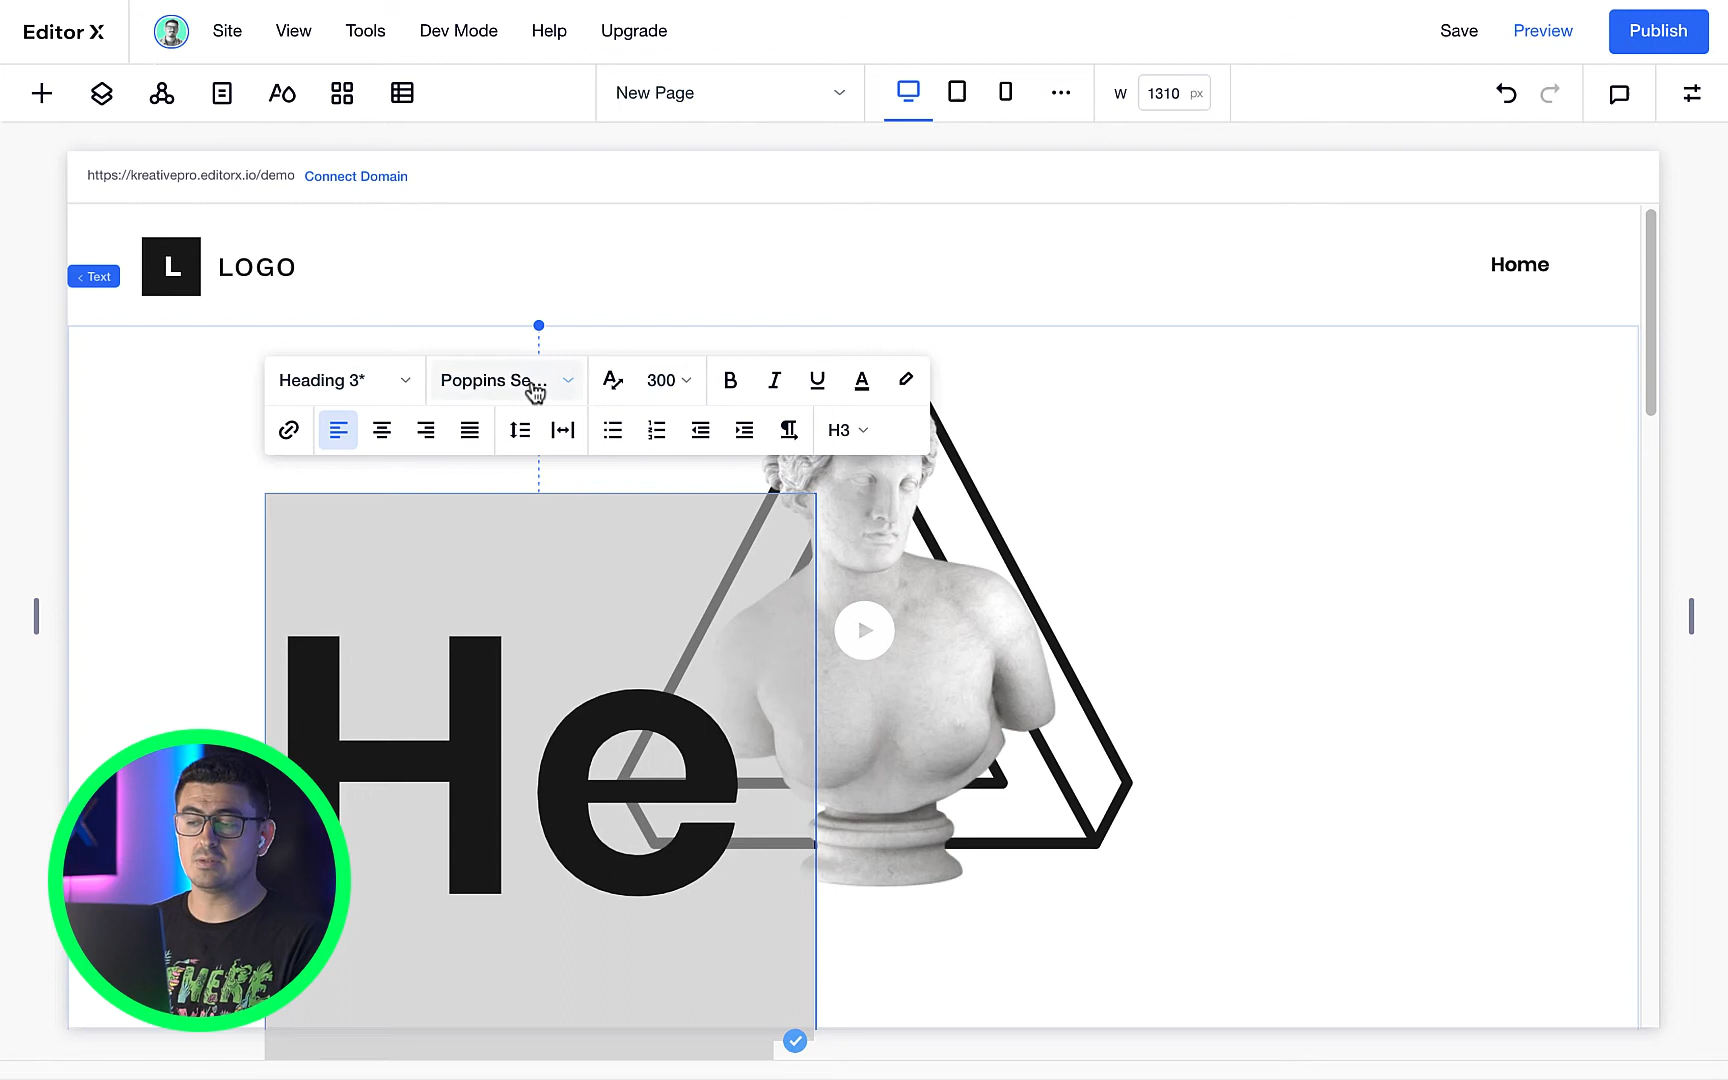 Editor X
Site
View
Tools
Dev Mode
Help
Upgrade
Save
Preview
Publish
New Page
W
1310 px
https://kreativepro.editorx.io/demo
Connect Domain
< Text
L
LOGO
Home
Heading 3*
Poppins Se...
300
B
I
U
A
H3
He
THERE